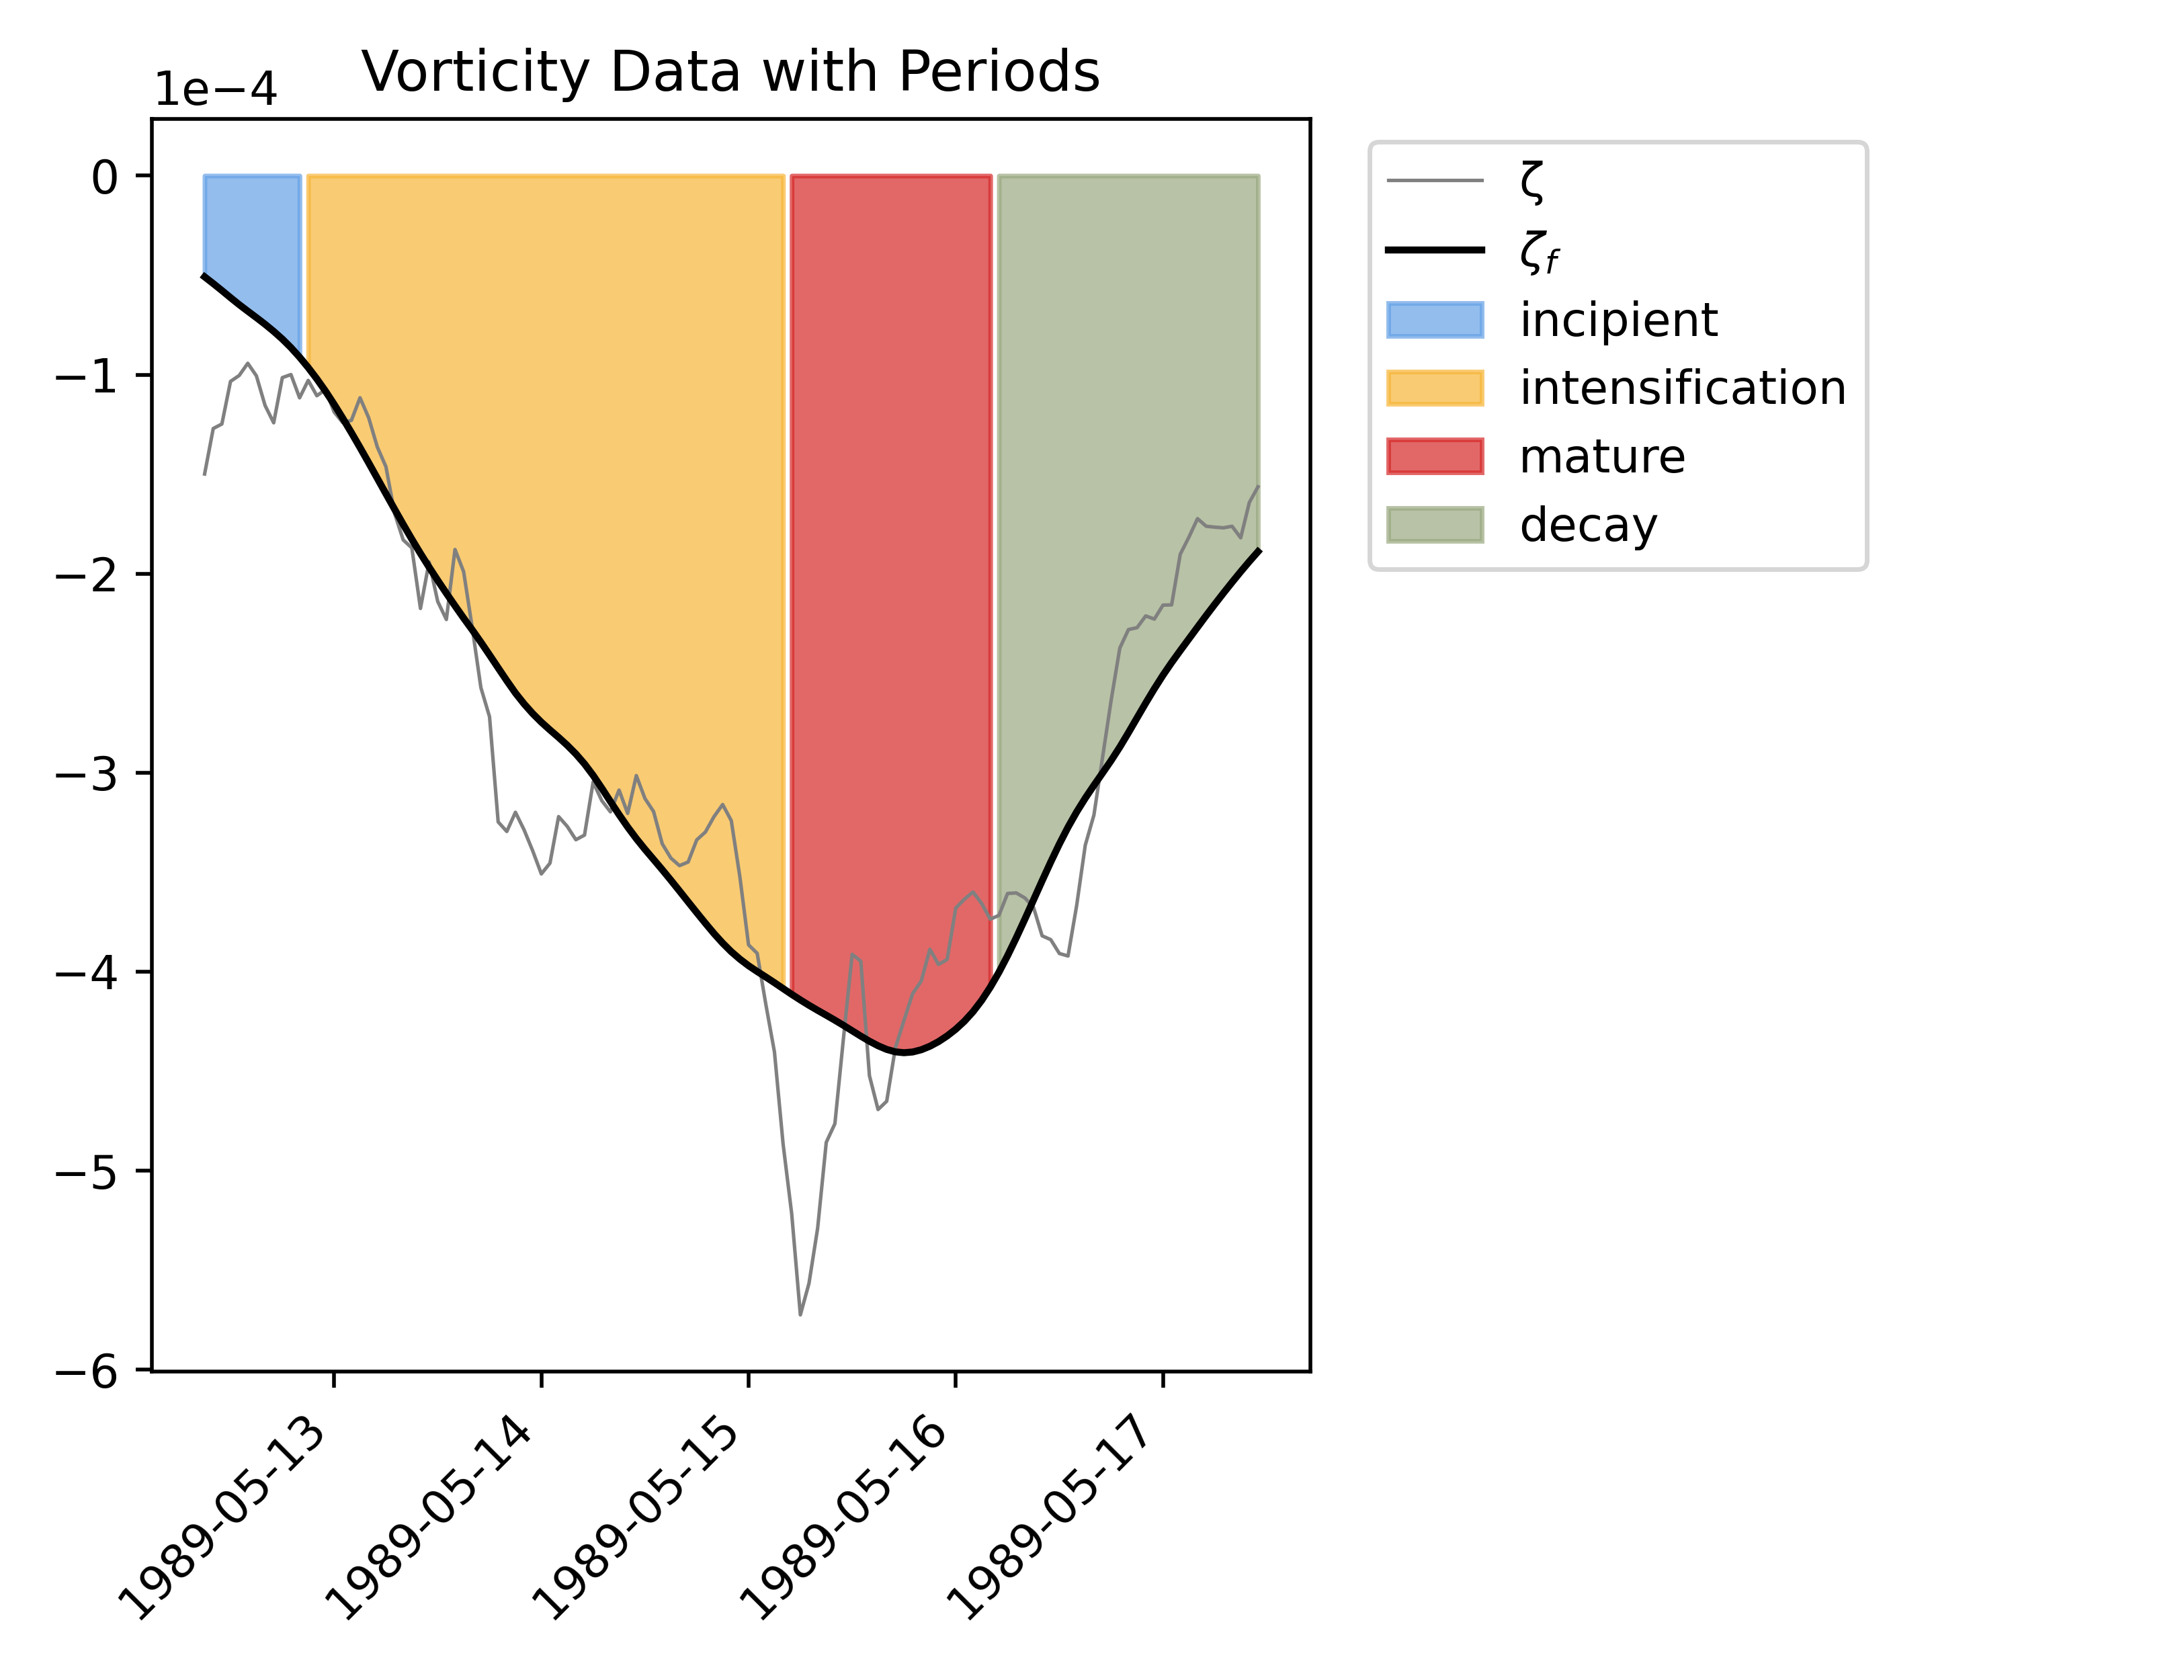 Vorticity Data with Periods
1e−4
0
−1
−2
−3
−4
−5
−6
1989-05-13
1989-05-14
1989-05-15
1989-05-16
1989-05-17
ζ
ζf
incipient
intensification
mature
decay